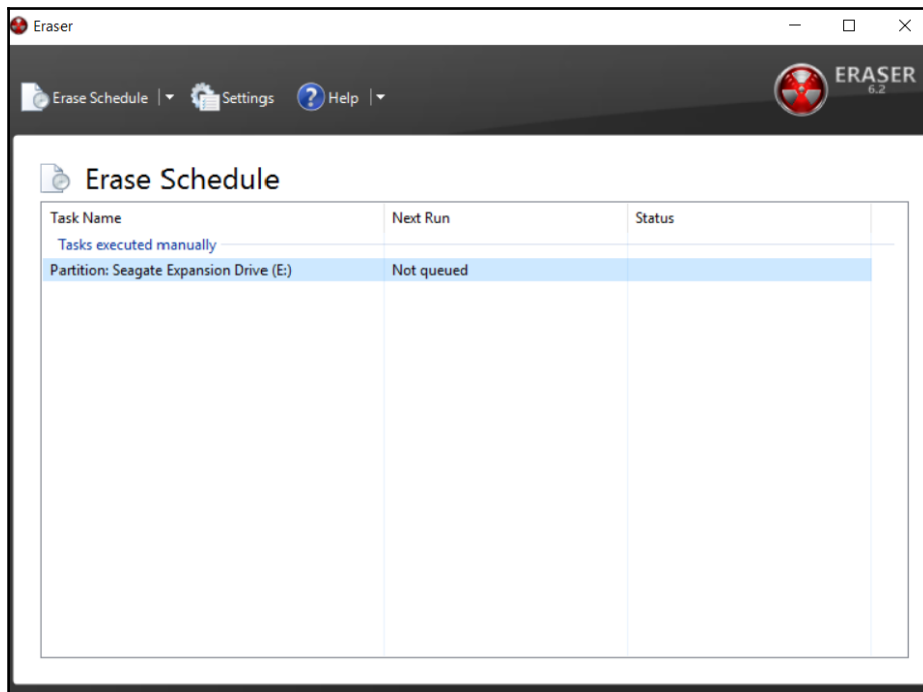 Eraser
Erase Schedule Settings ? Help
ERASER
6.2
Erase Schedule
Task Name Next Run Status
Tasks executed manually
Partition: Seagate Expansion Drive (E:) Not queued